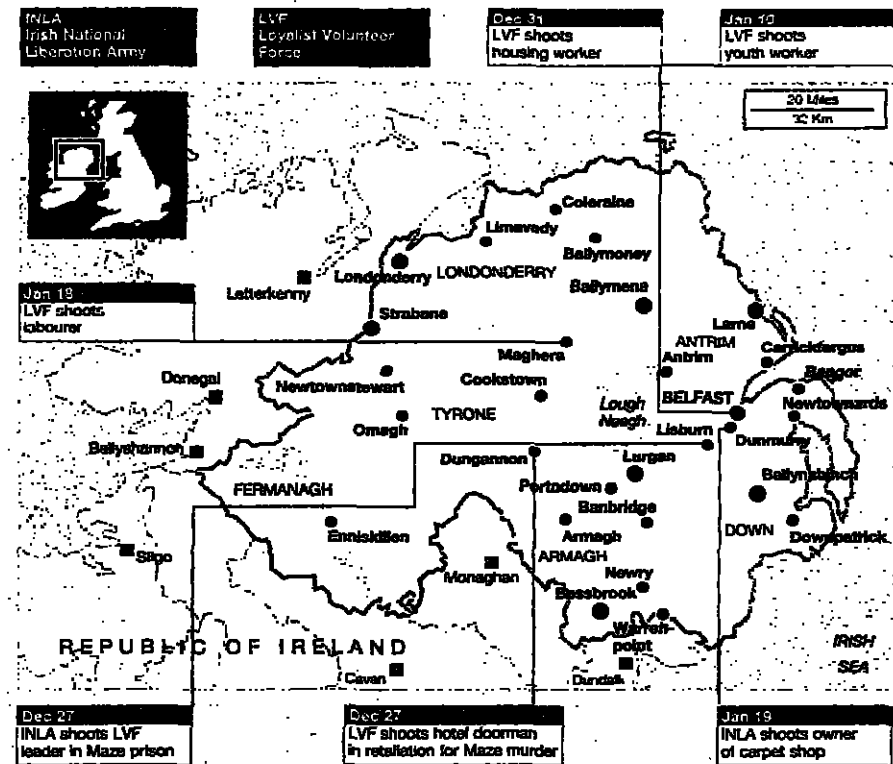 INLA
Irish National
Liberation Army
LVF
Loyalist Volunteer
Force
Dec 31
LVF shoots
housing worker
Jan 10
LVF shoots
youth worker
20 Miles
32 Km
Coleraine
Limavady
Ballymoney
Londonderry
LONDONDERRY
Letterkenny
Ballymena
Jan 18
LVF shoots
labourer
Strabane
Larne
ANTRIM
Maghera
Antrim
Carrickfergus
Bangor
Donegal
Newtownstewart
Cookstown
BELFAST
Newtownards
Lough
Neagh
TYRONE
Omagh
Lisburn
Dunmurry
Ballyshannon
Dungannon
Lurgan
Ballynahinch
FERMANAGH
Portadown
Banbridge
Enniskillen
Armagh
DOWN
Downpatrick
Sligo
ARMAGH
Monaghan
Newry
Bessbrook
Warren-
point
REPUBLIC OF IRELAND
IRISH
SEA
Cavan
Dundalk
Dec 27
INLA shoots LVF
leader in Maze prison
Dec 27
LVF shoots hotel doorman
in retaliation for Maze murder
Jan 19
INLA shoots owner
of carpet shop